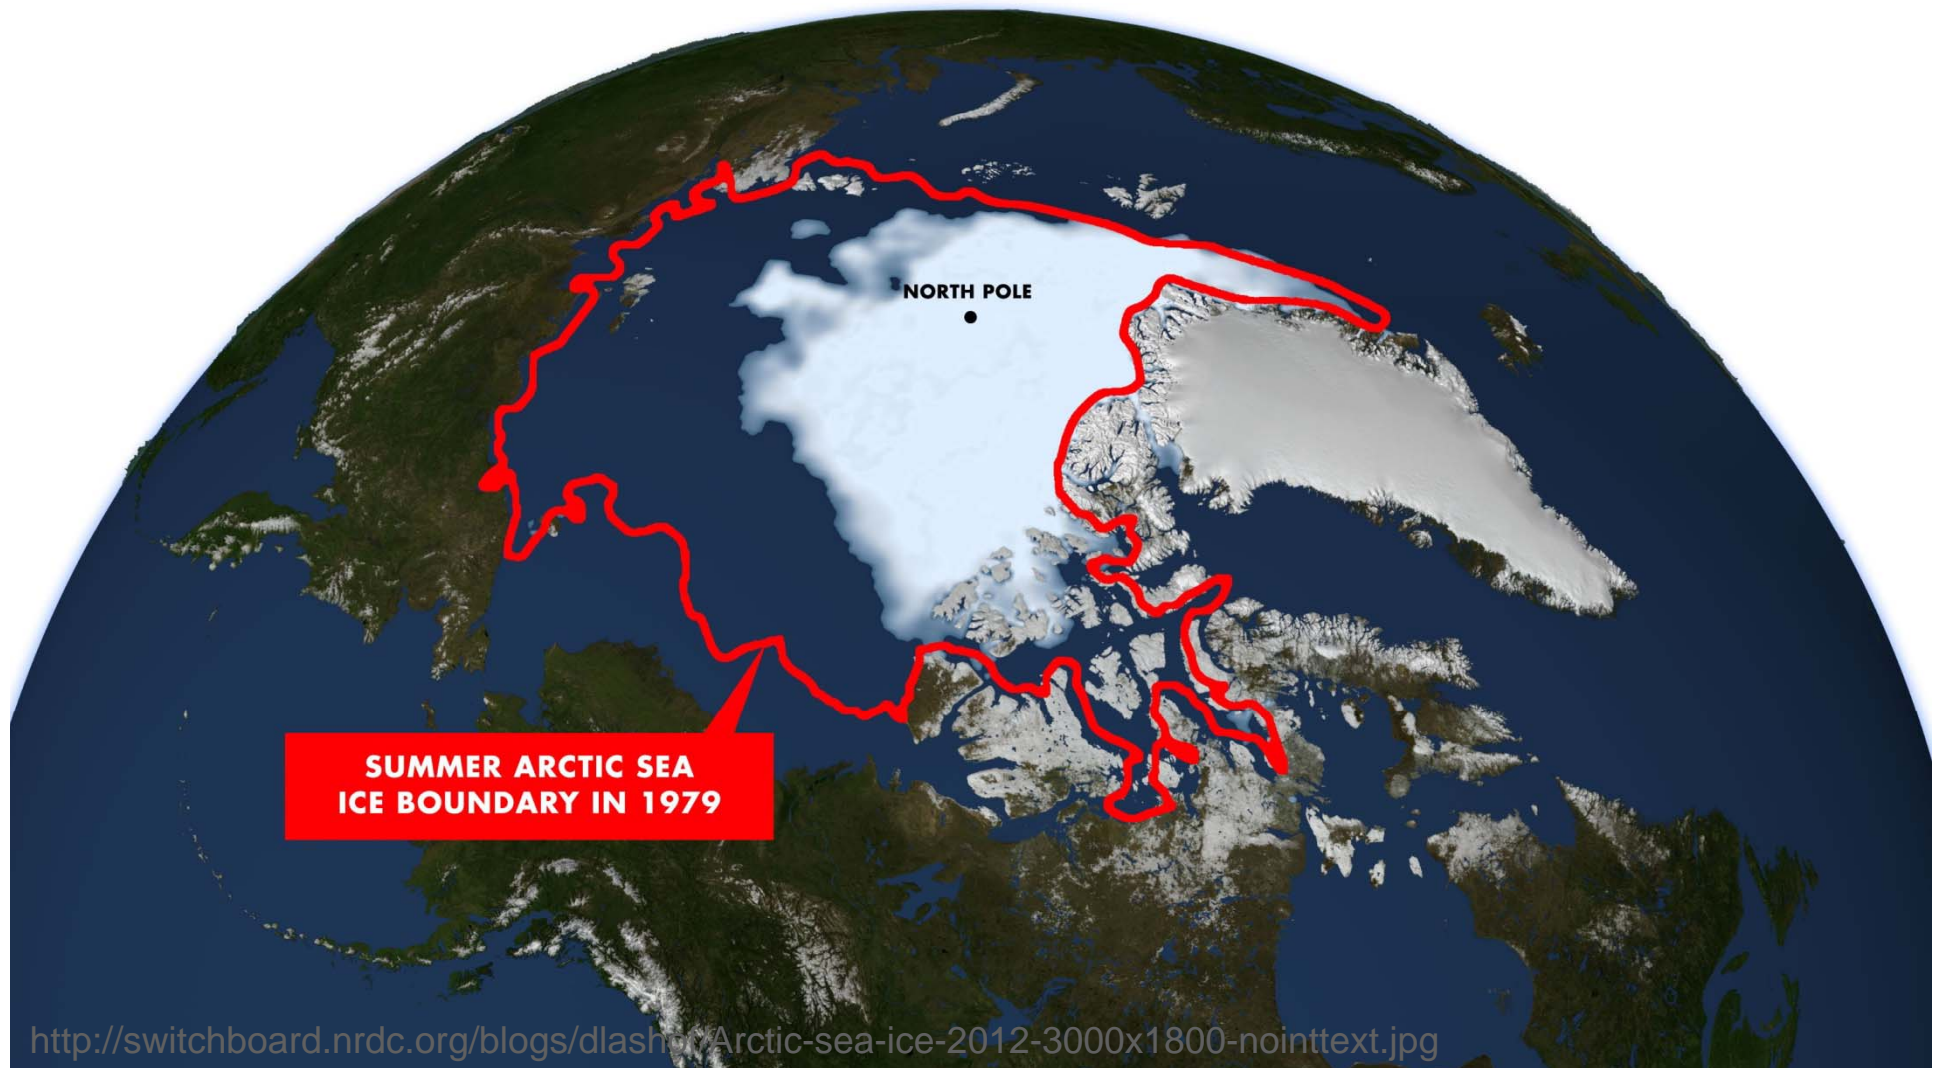 NORTH POLE
SUMMER ARCTIC SEA
ICE BOUNDARY IN 1979
http://switchboard.nrdc.org/blogs/dlash Arctic-sea-ice-2012-3000x1800-nointtext.jpg